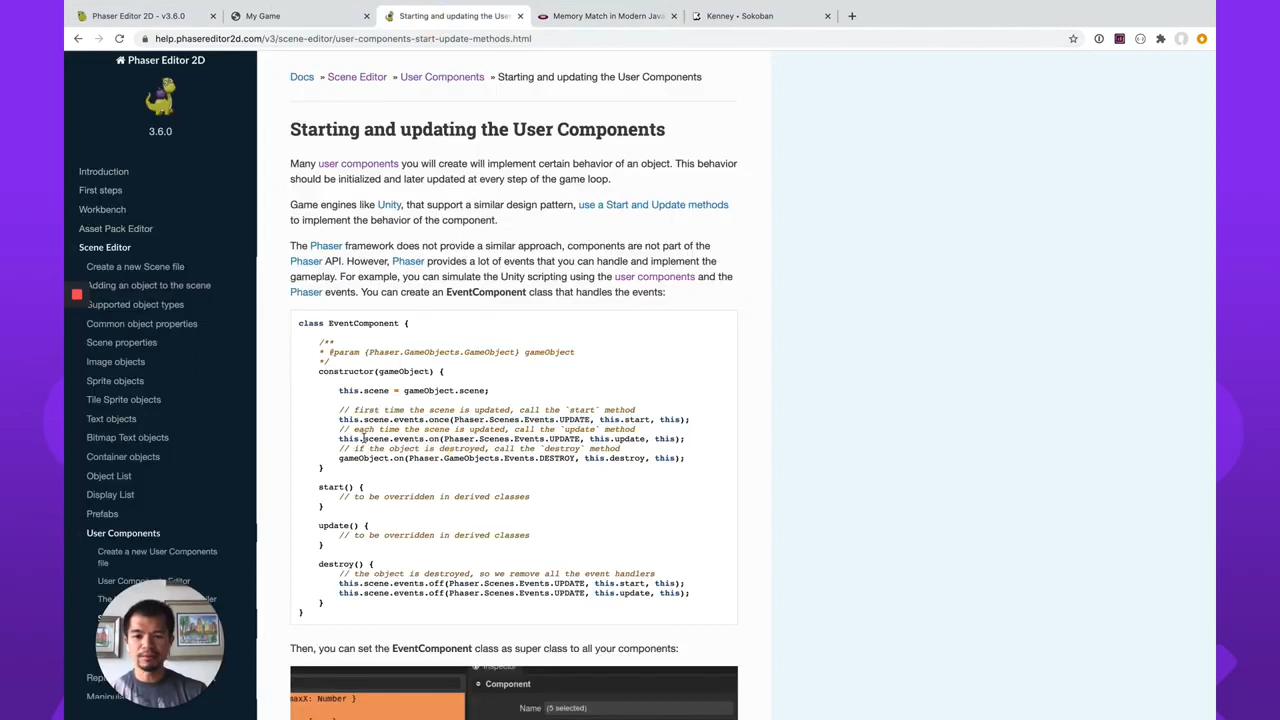 Phaser Editor 2D - v3.6.0
My Game
Starting and updating the User
Memory Match in Modern Java
Kenney • Sokoban
help.phasereditor2d.com/v3/scene-editor/user-components-start-update-methods.html
Phaser Editor 2D
3.6.0
Introduction
First steps
Workbench
Asset Pack Editor
Scene Editor
Create a new Scene file
Adding an object to the scene
Supported object types
Common object properties
Scene properties
Image objects
Sprite objects
Tile Sprite objects
Text objects
Bitmap Text objects
Container objects
Object List
Display List
Prefabs
User Components
Create a new User Components
file
Docs » Scene Editor » User Components » Starting and updating the User Components
Starting and updating the User Components
Many user components you will create will implement certain behavior of an object. This behavior
should be initialized and later updated at every step of the game loop.
Game engines like Unity, that support a similar design pattern, use a Start and Update methods
to implement the behavior of the component.
The Phaser framework does not provide a similar approach, components are not part of the
Phaser API. However, Phaser provides a lot of events that you can handle and implement the
gameplay. For example, you can simulate the Unity scripting using the user components and the
Phaser events. You can create an EventComponent class that handles the events:
class EventComponent {
/**
* @param {Phaser.GameObjects.GameObject} gameObject
*/
constructor(gameObject) {
this.scene = gameObject.scene;
// first time the scene is updated, call the `start` method
this.scene.events.once(Phaser.Scenes.Events.UPDATE, this.start, this);
// each time the scene is updated, call the `update` method
this.scene.events.on(Phaser.Scenes.Events.UPDATE, this.update, this);
// if the object is destroyed, call the `destroy` method
gameObject.on(Phaser.GameObjects.Events.DESTROY, this.destroy, this);
}
start() {
// to be overridden in derived classes
}
update() {
// to be overridden in derived classes
}
destroy() {
// the object is destroyed, so we remove all the event handlers
this.scene.events.off(Phaser.Scenes.Events.UPDATE, this.start, this);
this.scene.events.off(Phaser.Scenes.Events.UPDATE, this.update, this);
}
}
Then, you can set the EventComponent class as super class to all your components:
maxX: Number }
Inspector
Component
Name (5 selected)